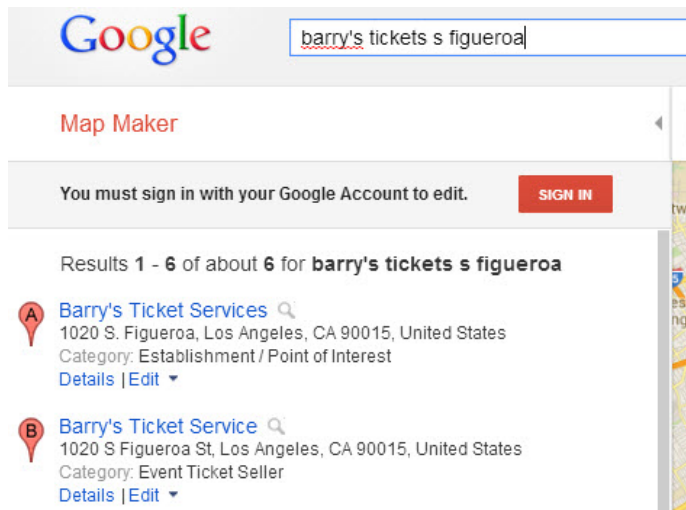 Google
barry's tickets s figueroa
Map Maker
You must sign in with your Google Account to edit.
SIGN IN
Results 1 - 6 of about 6 for barry's tickets s figueroa
A
Barry's Ticket Services
1020 S. Figueroa, Los Angeles, CA 90015, United States
Category: Establishment / Point of Interest
Details | Edit
B
Barry's Ticket Service
1020 S Figueroa St, Los Angeles, CA 90015, United States
Category: Event Ticket Seller
Details | Edit